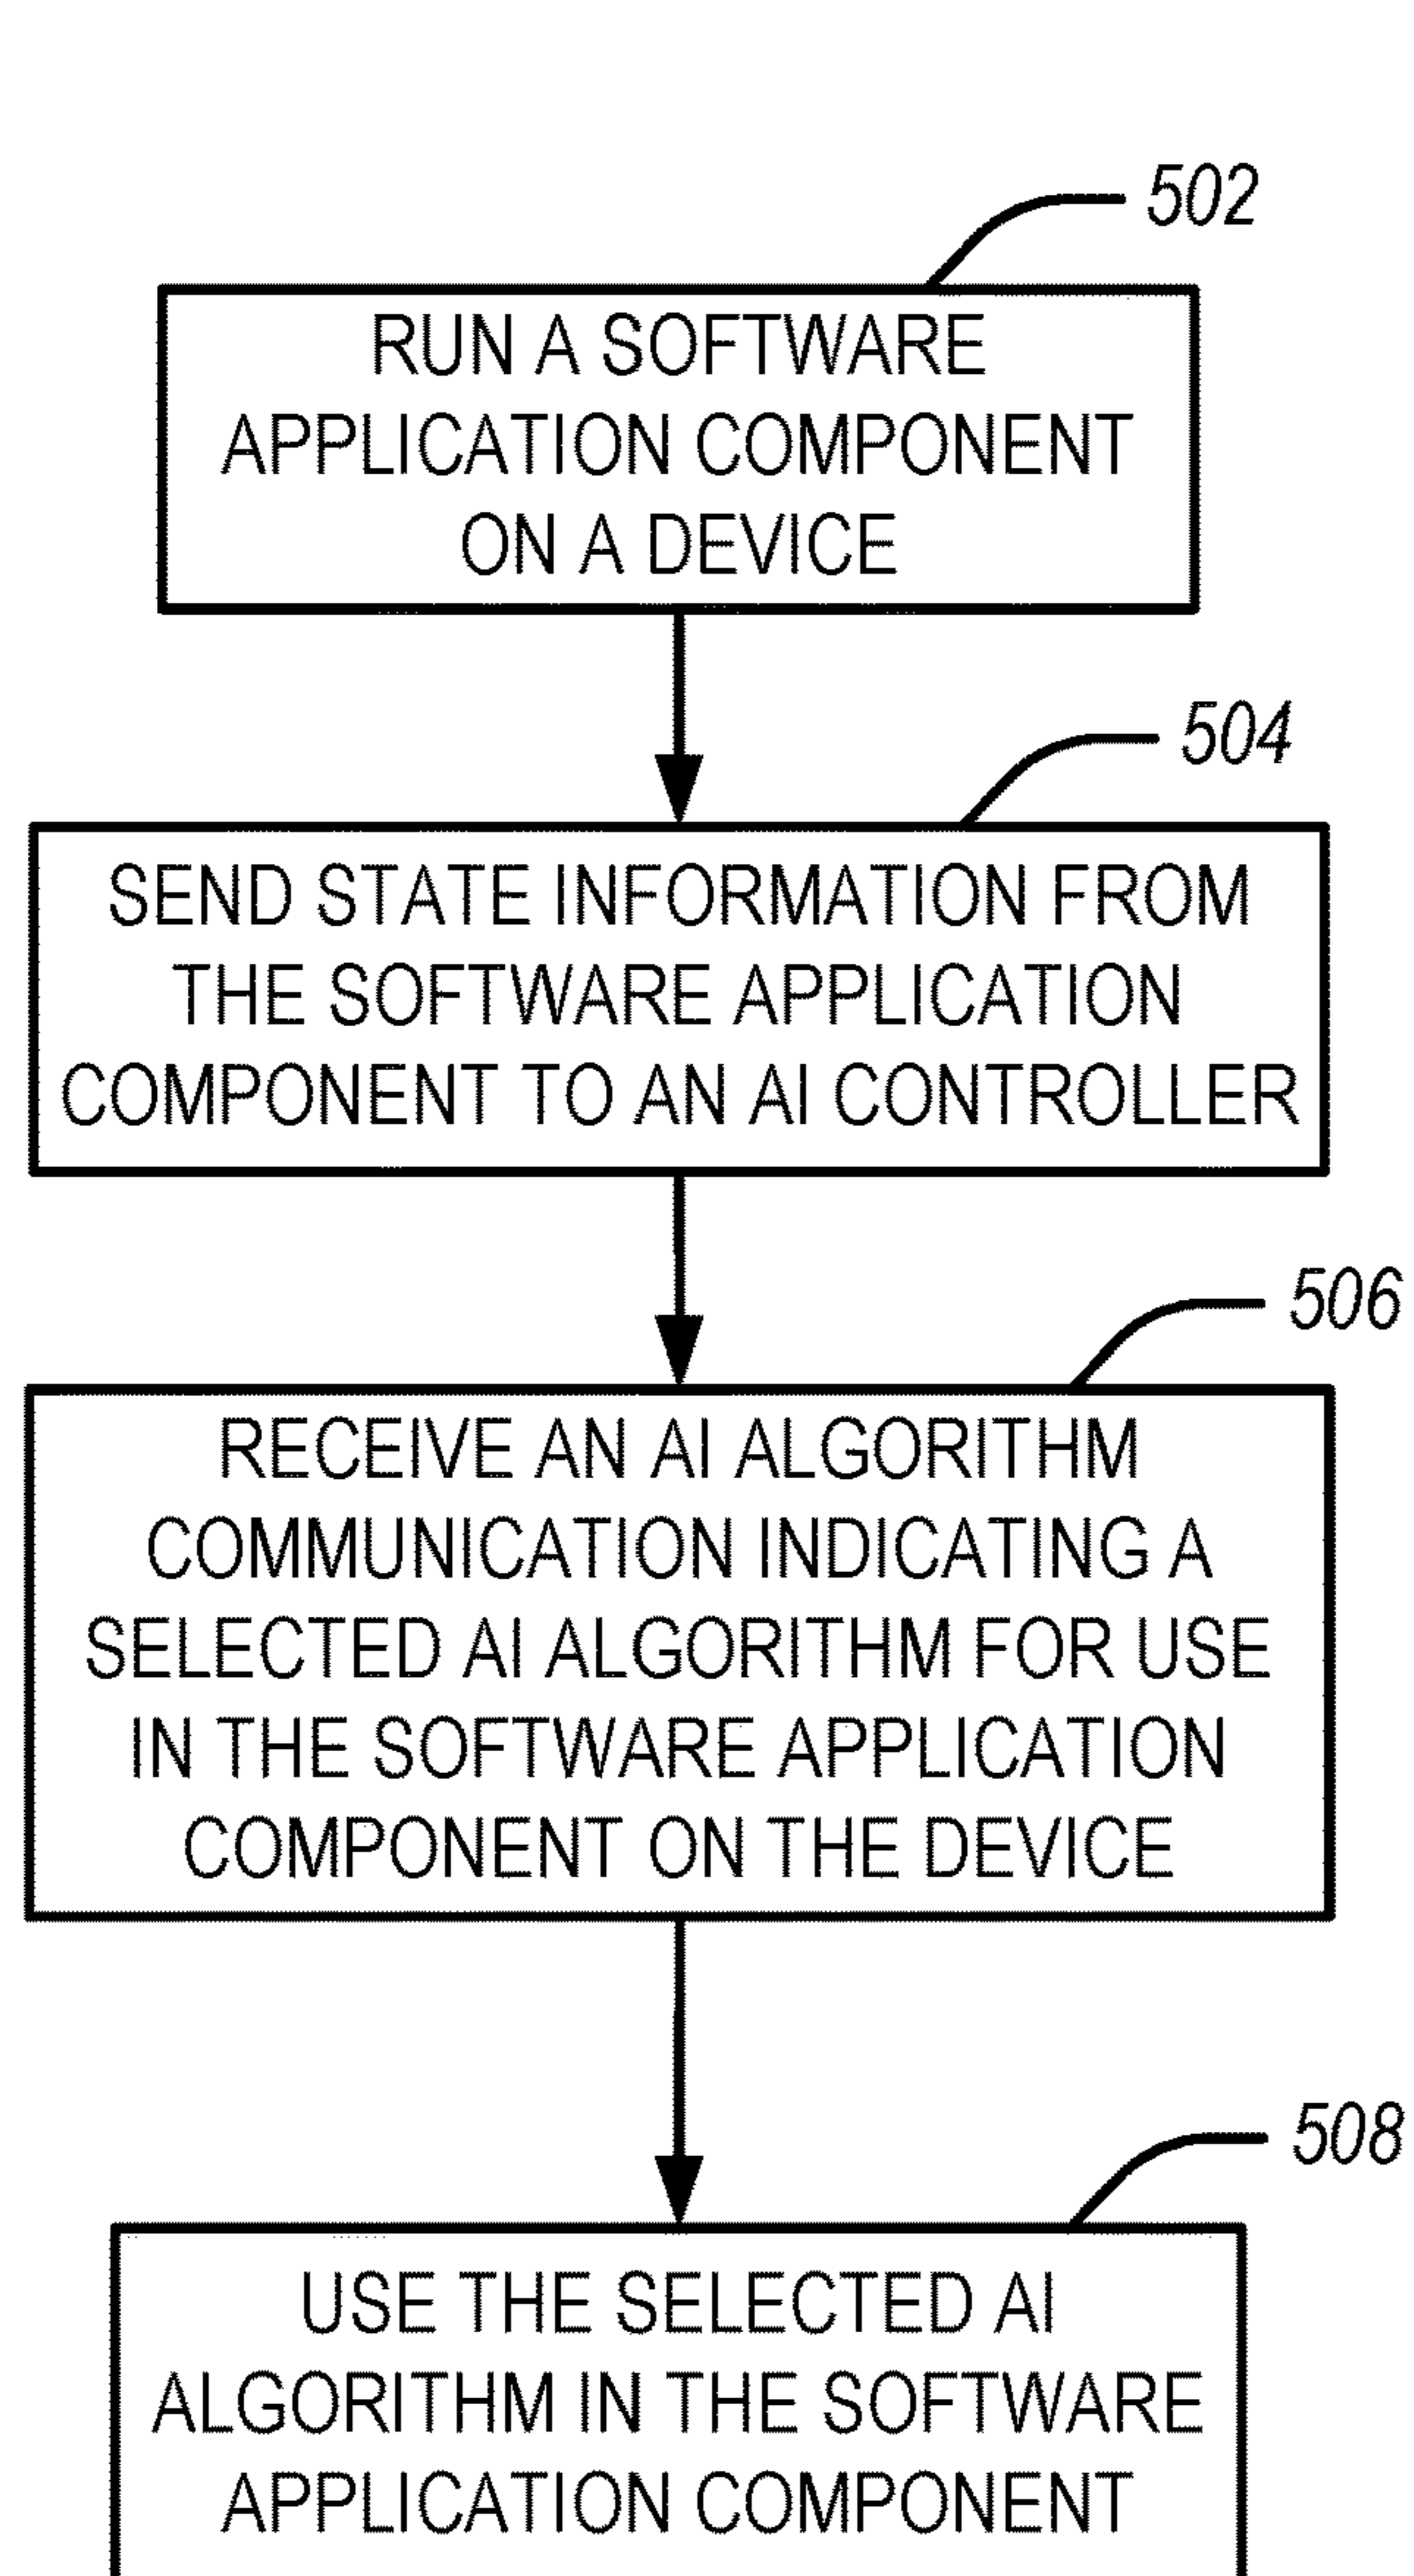 502
RUN A SOFTWARE
APPLICATION COMPONENT
ON A DEVICE
504
SEND STATE INFORMATION FROM
THE SOFTWARE APPLICATION
COMPONENT TO AN AI CONTROLLER
506
RECEIVE AN AI ALGORITHM
COMMUNICATION INDICATING A
SELECTED AI ALGORITHM FOR USE
IN THE SOFTWARE APPLICATION
COMPONENT ON THE DEVICE
508
USE THE SELECTED AI
ALGORITHM IN THE SOFTWARE
APPLICATION COMPONENT